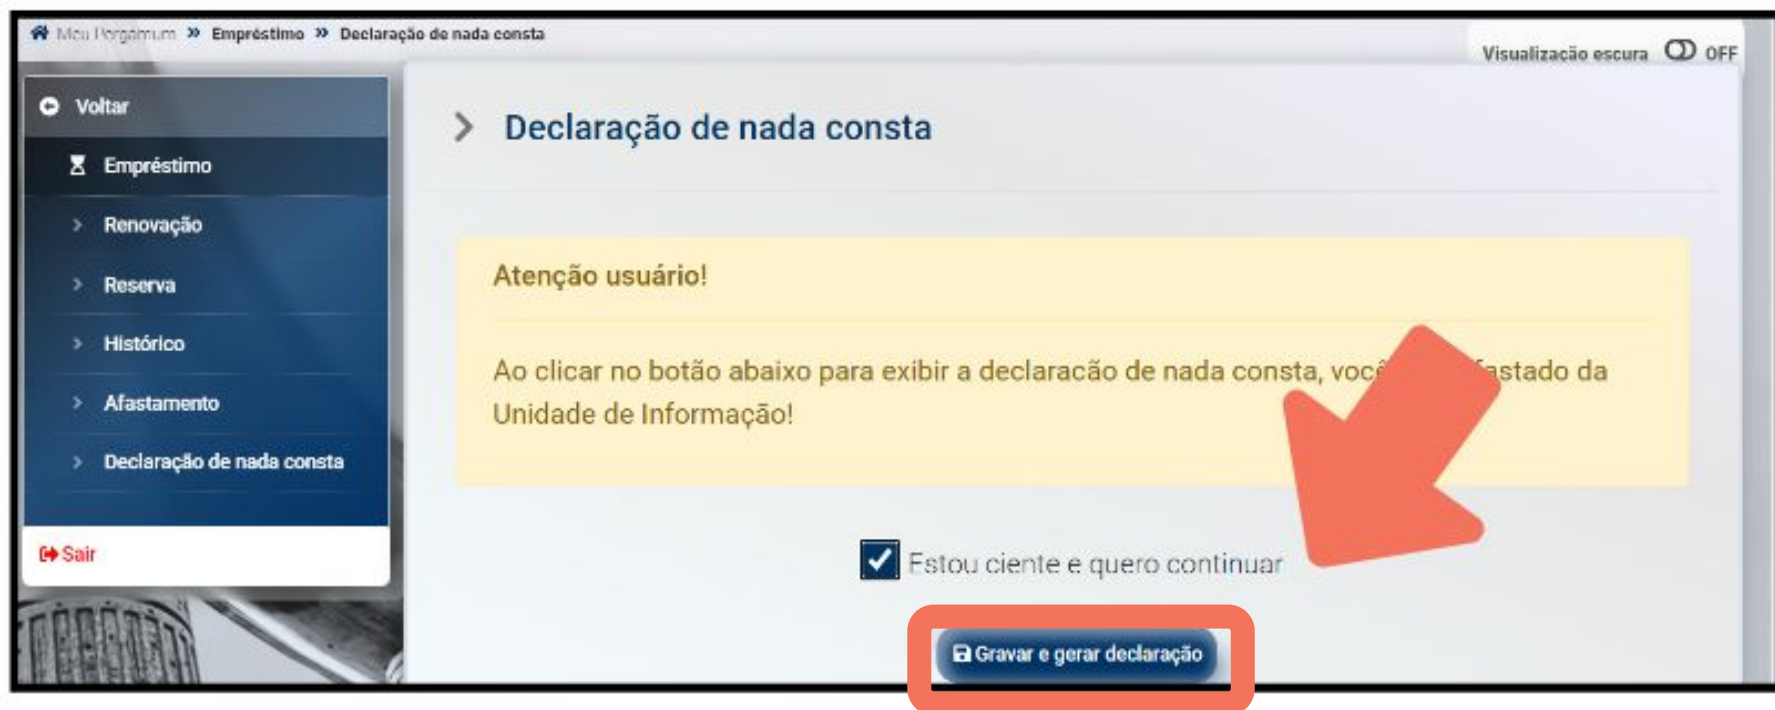 Meu Pergamum » Empréstimo » Declaração de nada consta
Visualização escura OFF
Voltar
Empréstimo
Renovação
Reserva
Histórico
Afastamento
Declaração de nada consta
Sair
Declaração de nada consta
Atenção usuário!
Ao clicar no botão abaixo para exibir a declaracão de nada consta, você astado da
Unidade de Informação!
Estou ciente e quero continuar
Gravar e gerar declaração